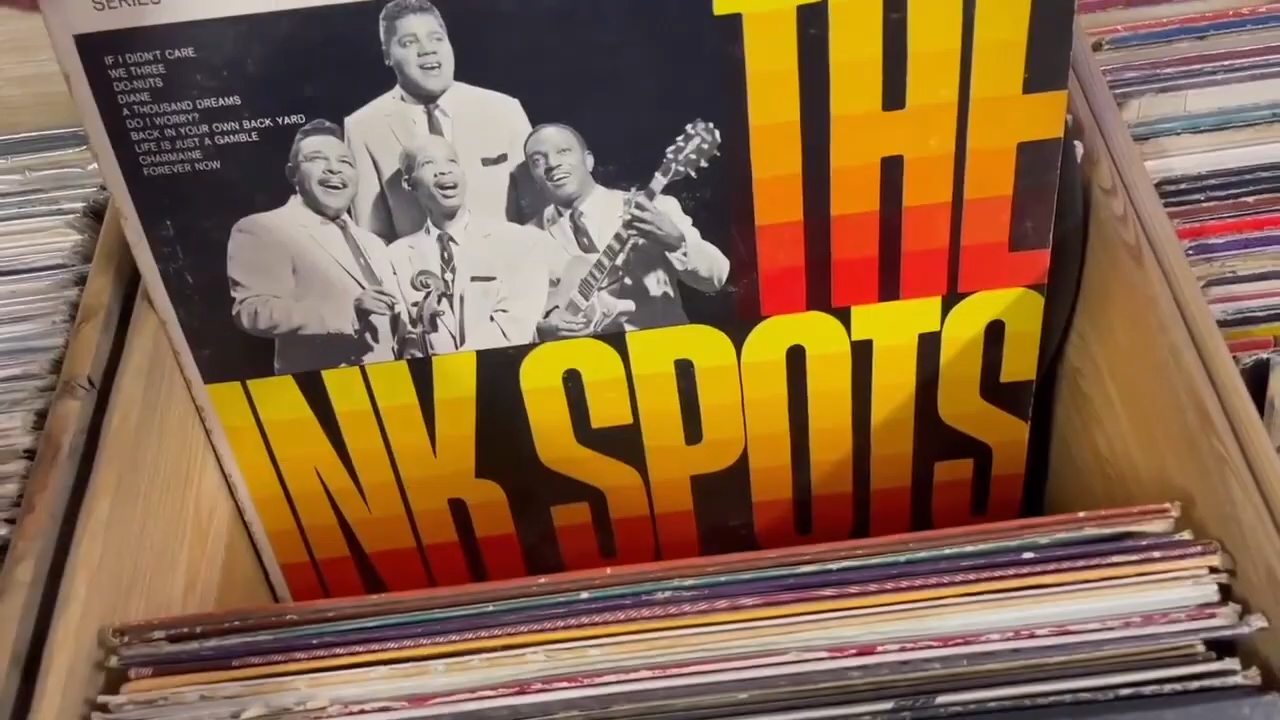 SERIES
IF I DIDN'T CARE
WE THREE
DO-NUTS
DIANE
A THOUSAND DREAMS
DO I WORRY?
BACK IN YOUR OWN BACK YARD
LIFE IS JUST A GAMBLE
CHARMAINE
FOREVER NOW
THE
INK SPOTS